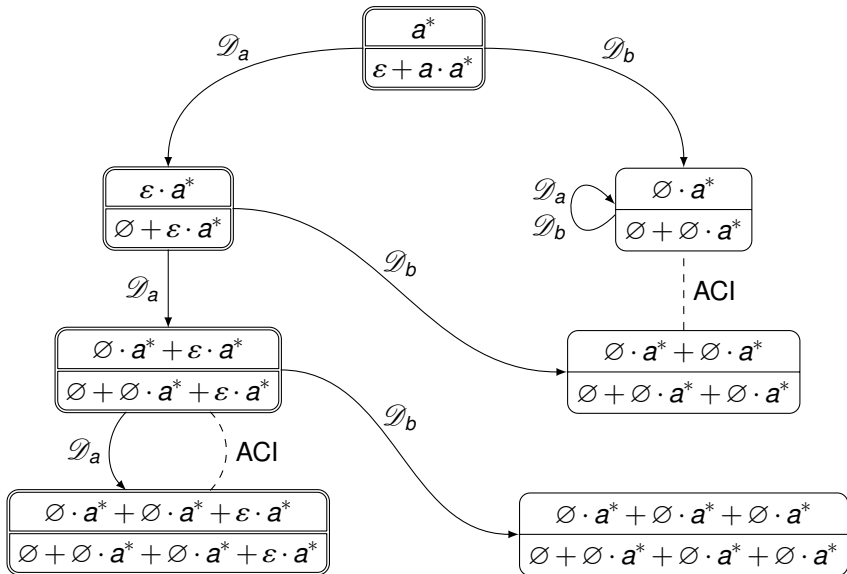 a*
𝒟a
𝒟b
ε + a · a*
ε · a*
∅ · a*
∅ + ε · a*
𝒟a
𝒟b
∅ + ∅ · a*
𝒟b
𝒟a
ACI
∅ · a* + ε · a*
∅ · a* + ∅ · a*
∅ + ∅ · a* + ε · a*
∅ + ∅ · a* + ∅ · a*
𝒟b
𝒟a
ACI
∅ · a* + ∅ · a* + ε · a*
∅ · a* + ∅ · a* + ∅ · a*
∅ + ∅ · a* + ∅ · a* + ε · a*
∅ + ∅ · a* + ∅ · a* + ∅ · a*